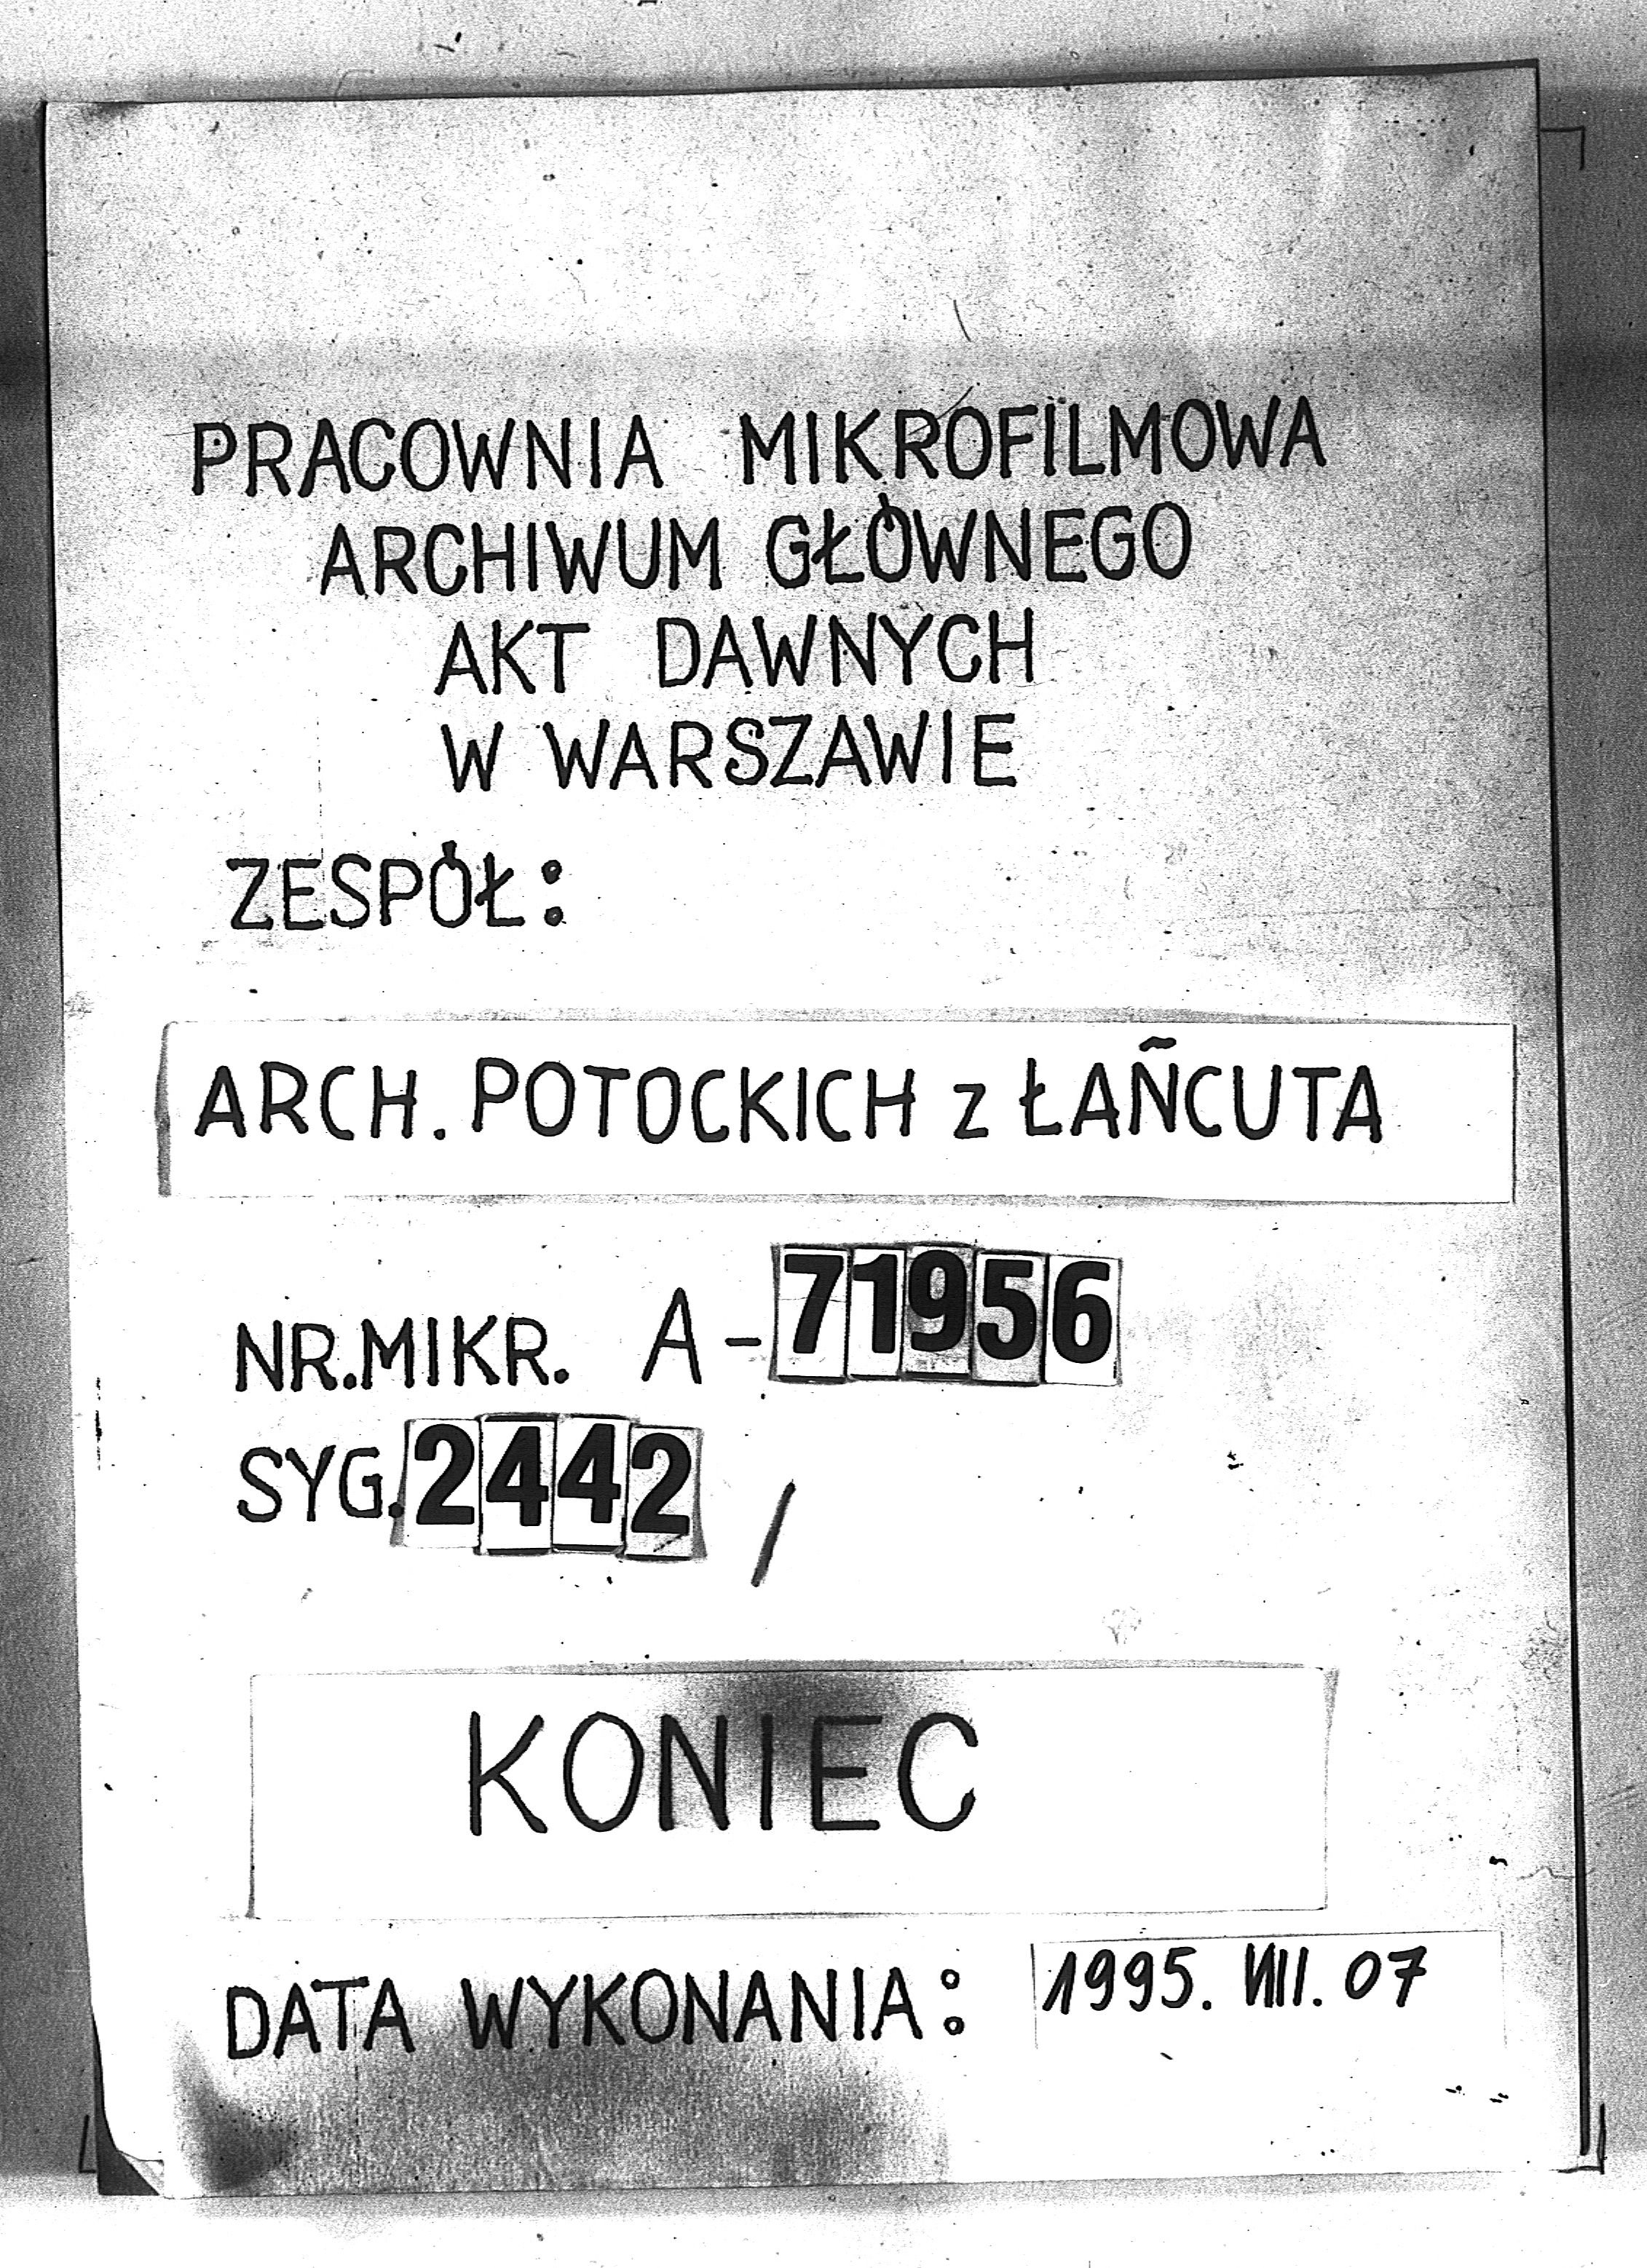 PRACOWNIA MIKROFILMOWA
ARCHIWUM GŁÓWNEGO
AKT DAWNYCH
W WARSZAWIE
ZESPÓŁ:
ARCH. POTOCKICH z ŁAŃCUTA
NR.MIKR. A-71956
SYG.2442 /
KONIEC
DATA WYKONANIA: 1995. VIII. 07